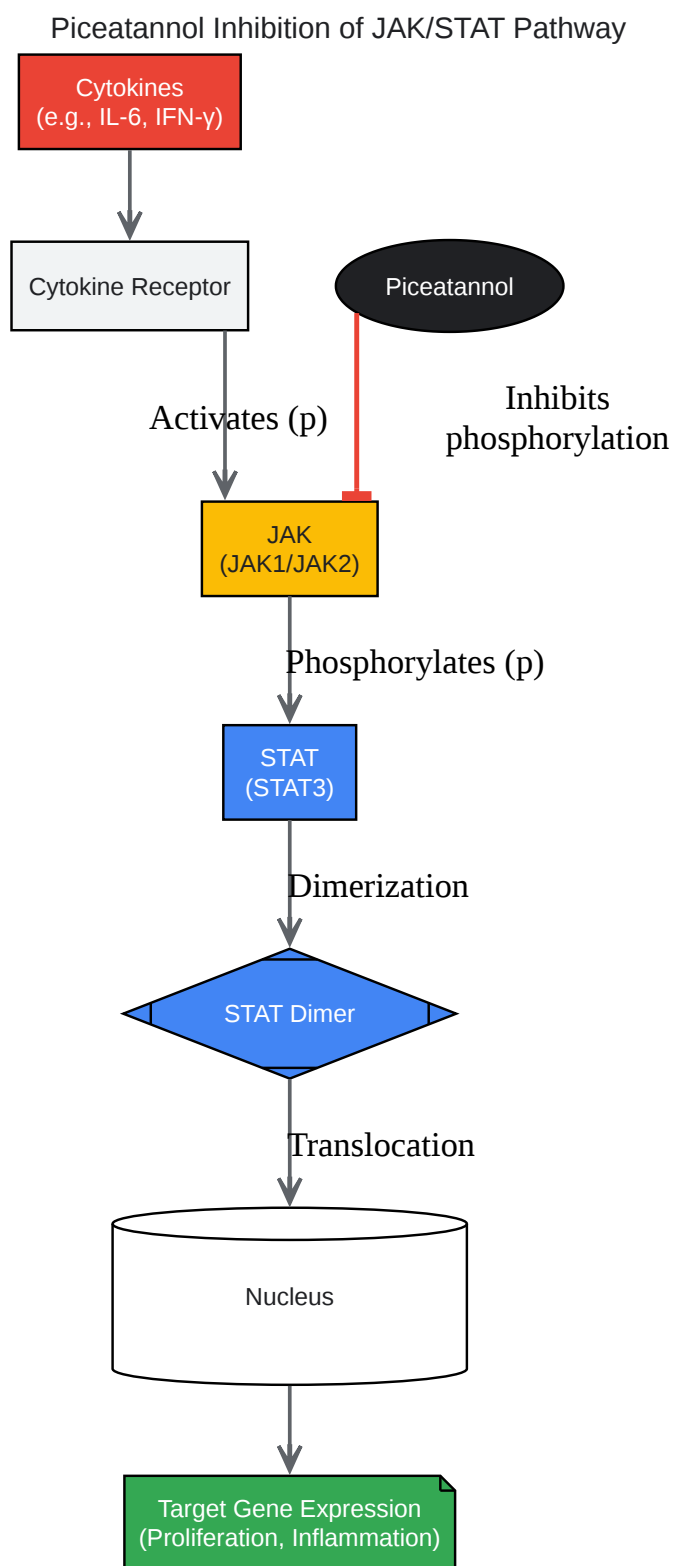 Piceatannol Inhibition of JAK/STAT Pathway
Cytokines
(e.g., IL-6, IFN-γ)
Cytokine Receptor
Piceatannol
Activates (p)
Inhibits
phosphorylation
JAK
(JAK1/JAK2)
Phosphorylates (p)
STAT
(STAT3)
Dimerization
STAT Dimer
Translocation
Nucleus
Target Gene Expression
(Proliferation, Inflammation)